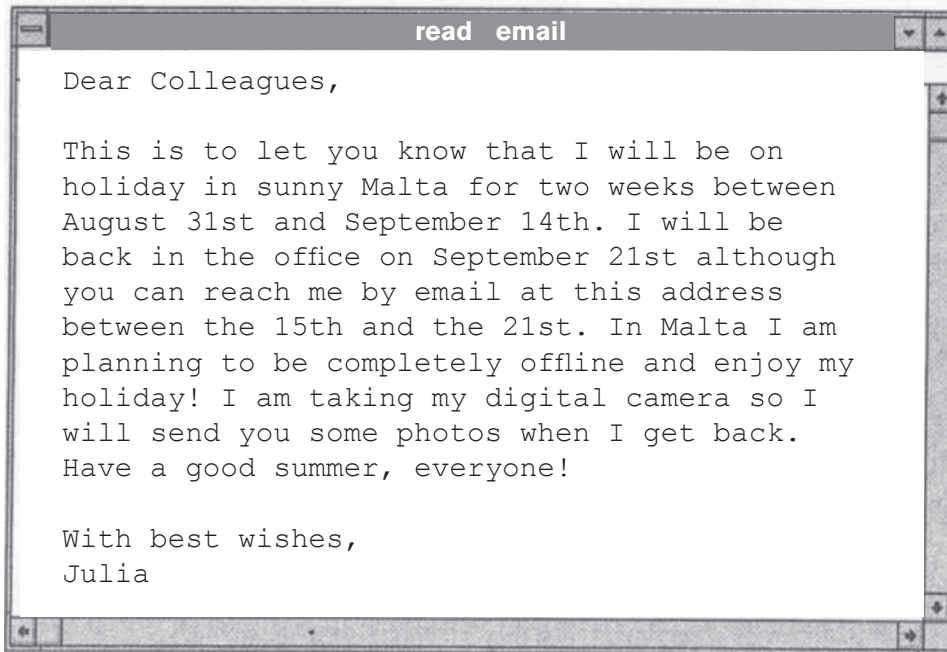 read email
Dear Colleagues,
This is to let you know that I will be on
holiday in sunny Malta for two weeks between
August 31st and September 14th. I will be
back in the office on September 21st although
you can reach me by email at this address
between the 15th and the 21st. In Malta I am
planning to be completely offline and enjoy my
holiday! I am taking my digital camera so I
will send you some photos when I get back.
Have a good summer, everyone!
With best wishes,
Julia